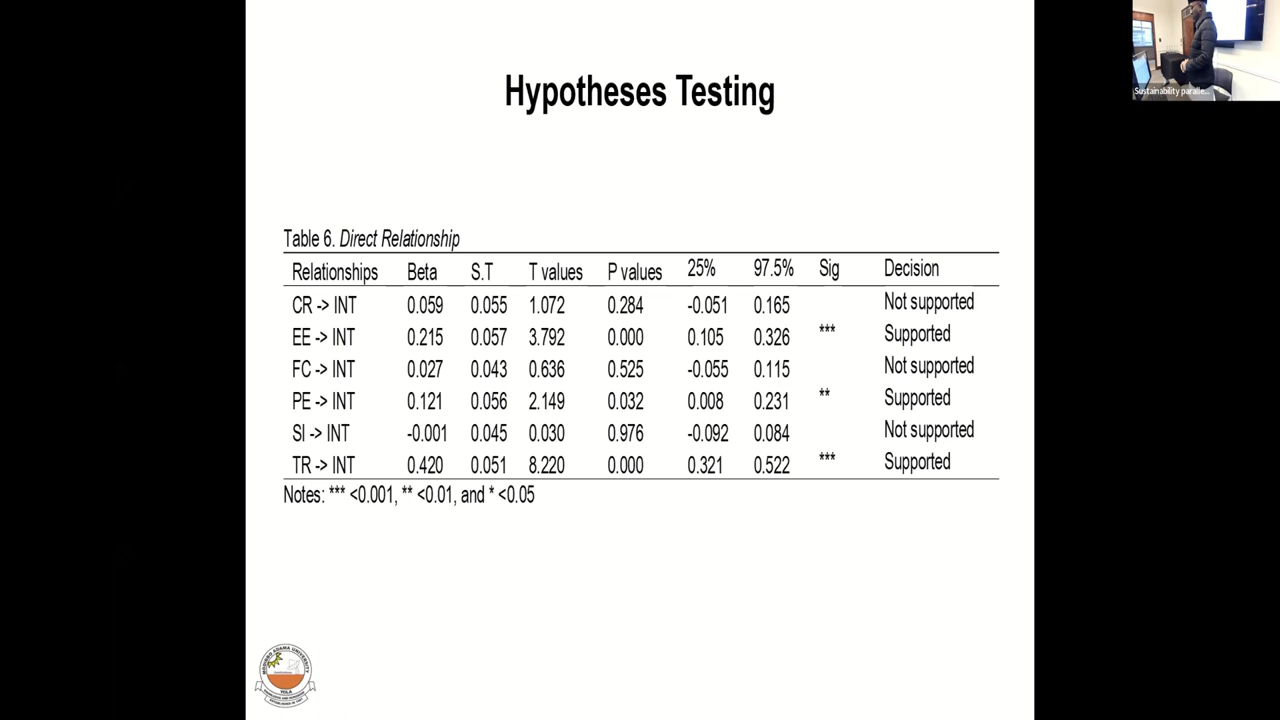 Sustainability paralle...
Hypotheses Testing
Table 6. Direct Relationship
Relationships Beta S.T T values P values 25% 97.5% Sig Decision
CR -> INT 0.059 0.055 1.072 0.284 -0.051 0.165 Not supported
EE -> INT 0.215 0.057 3.792 0.000 0.105 0.326 *** Supported
FC -> INT 0.027 0.043 0.636 0.525 -0.055 0.115 Not supported
PE -> INT 0.121 0.056 2.149 0.032 0.008 0.231 ** Supported
SI -> INT -0.001 0.045 0.030 0.976 -0.092 0.084 Not supported
TR -> INT 0.420 0.051 8.220 0.000 0.321 0.522 *** Supported
Notes: *** <0.001, ** <0.01, and * <0.05
MODIBBO ADAMA UNIVERSITY
YOLA